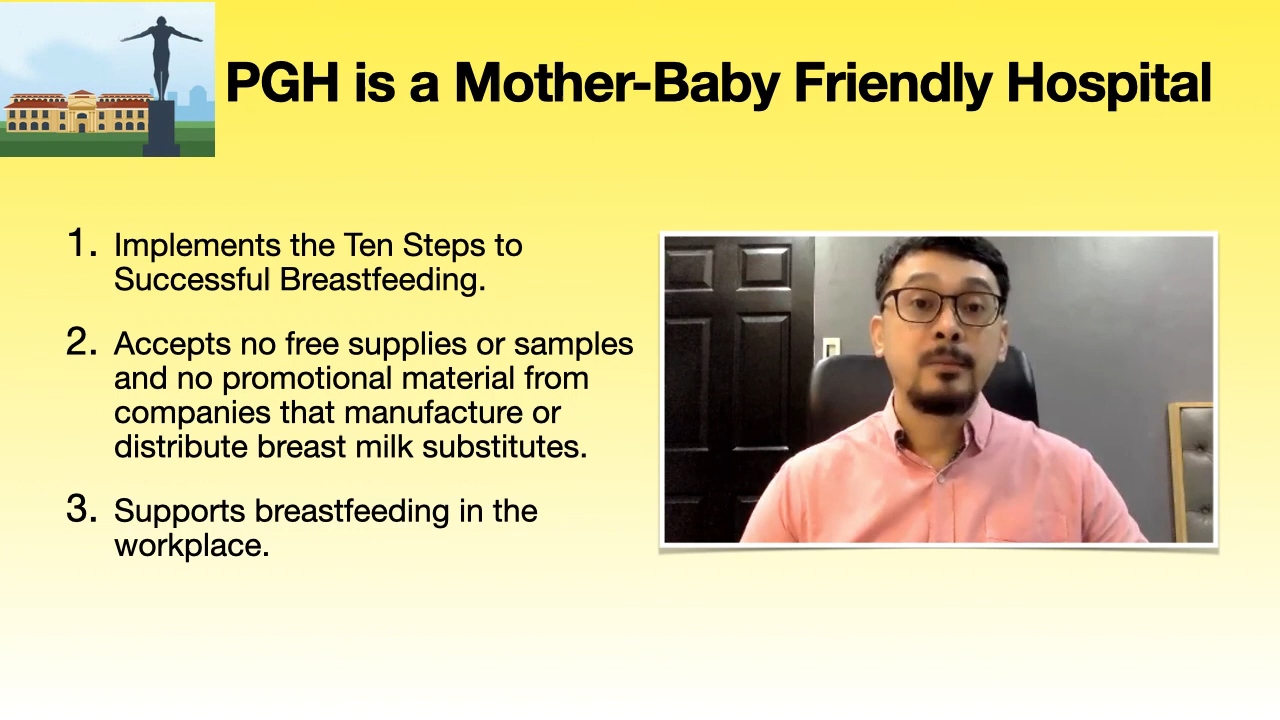 PGH is a Mother-Baby Friendly Hospital
1. Implements the Ten Steps to
Successful Breastfeeding.
2. Accepts no free supplies or samples
and no promotional material from
companies that manufacture or
distribute breast milk substitutes.
3. Supports breastfeeding in the
workplace.